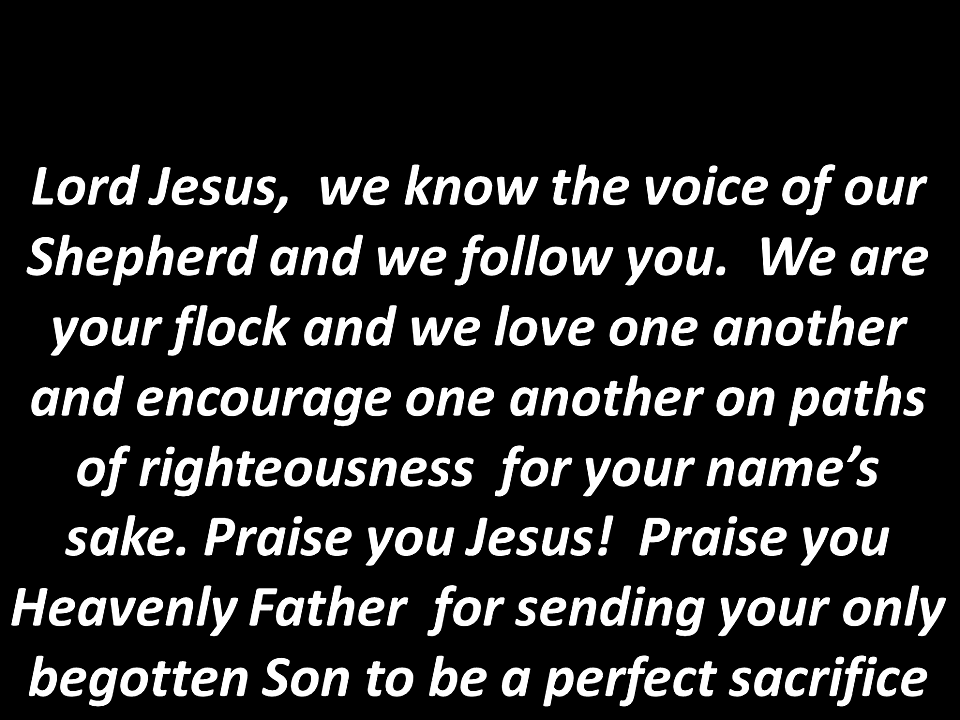 Lord Jesus,  we know the voice of our
Shepherd and we follow you.  We are
your flock and we love one another
and encourage one another on paths
of righteousness  for your name’s
sake. Praise you Jesus!  Praise you
Heavenly Father  for sending your only
begotten Son to be a perfect sacrifice